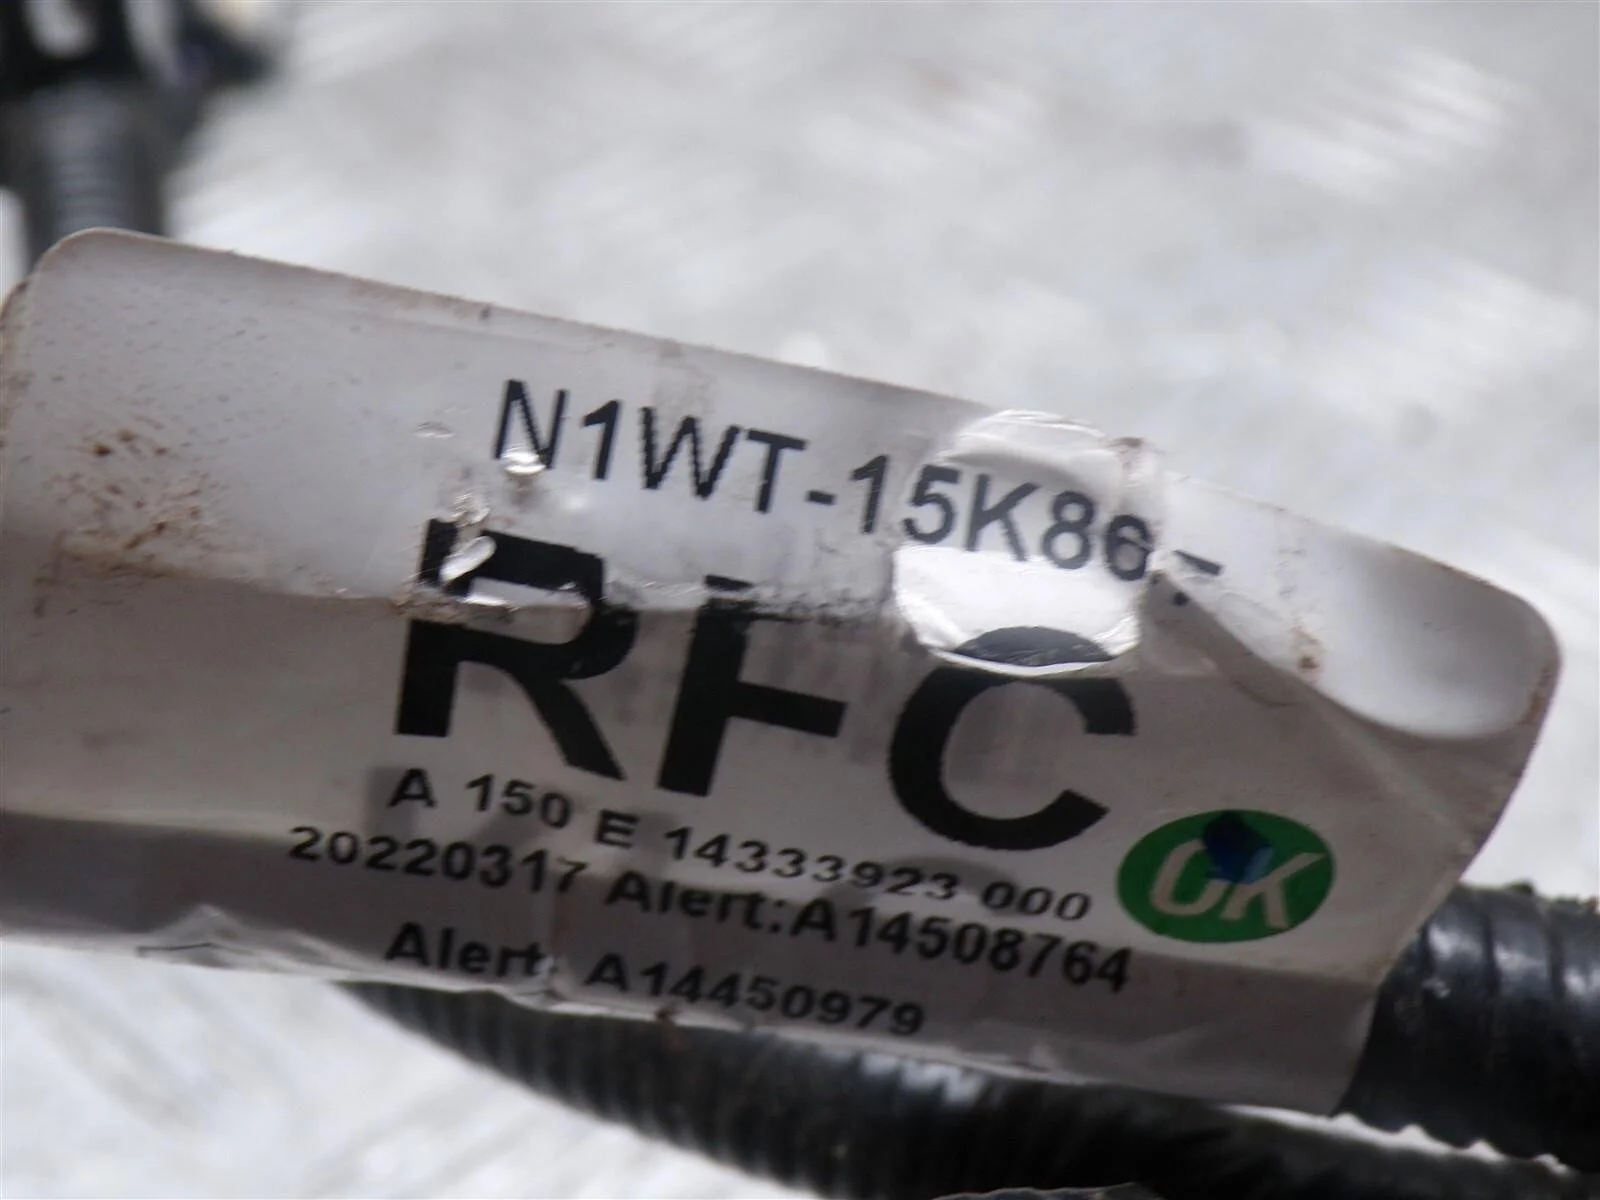 N1WT-15K86 -
RFC
A 150 E 14333923 000
OK
20220317 Alert:A14508764
Alert: A14450979